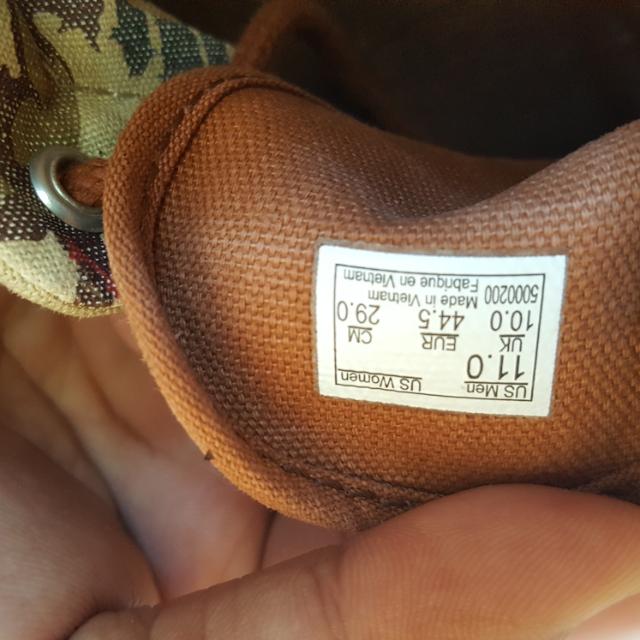 US Men US Women
11.0
UK EUR CM
10.0 44.5 29.0
5000200 Made in Vietnam
Fabrique en Vietnam